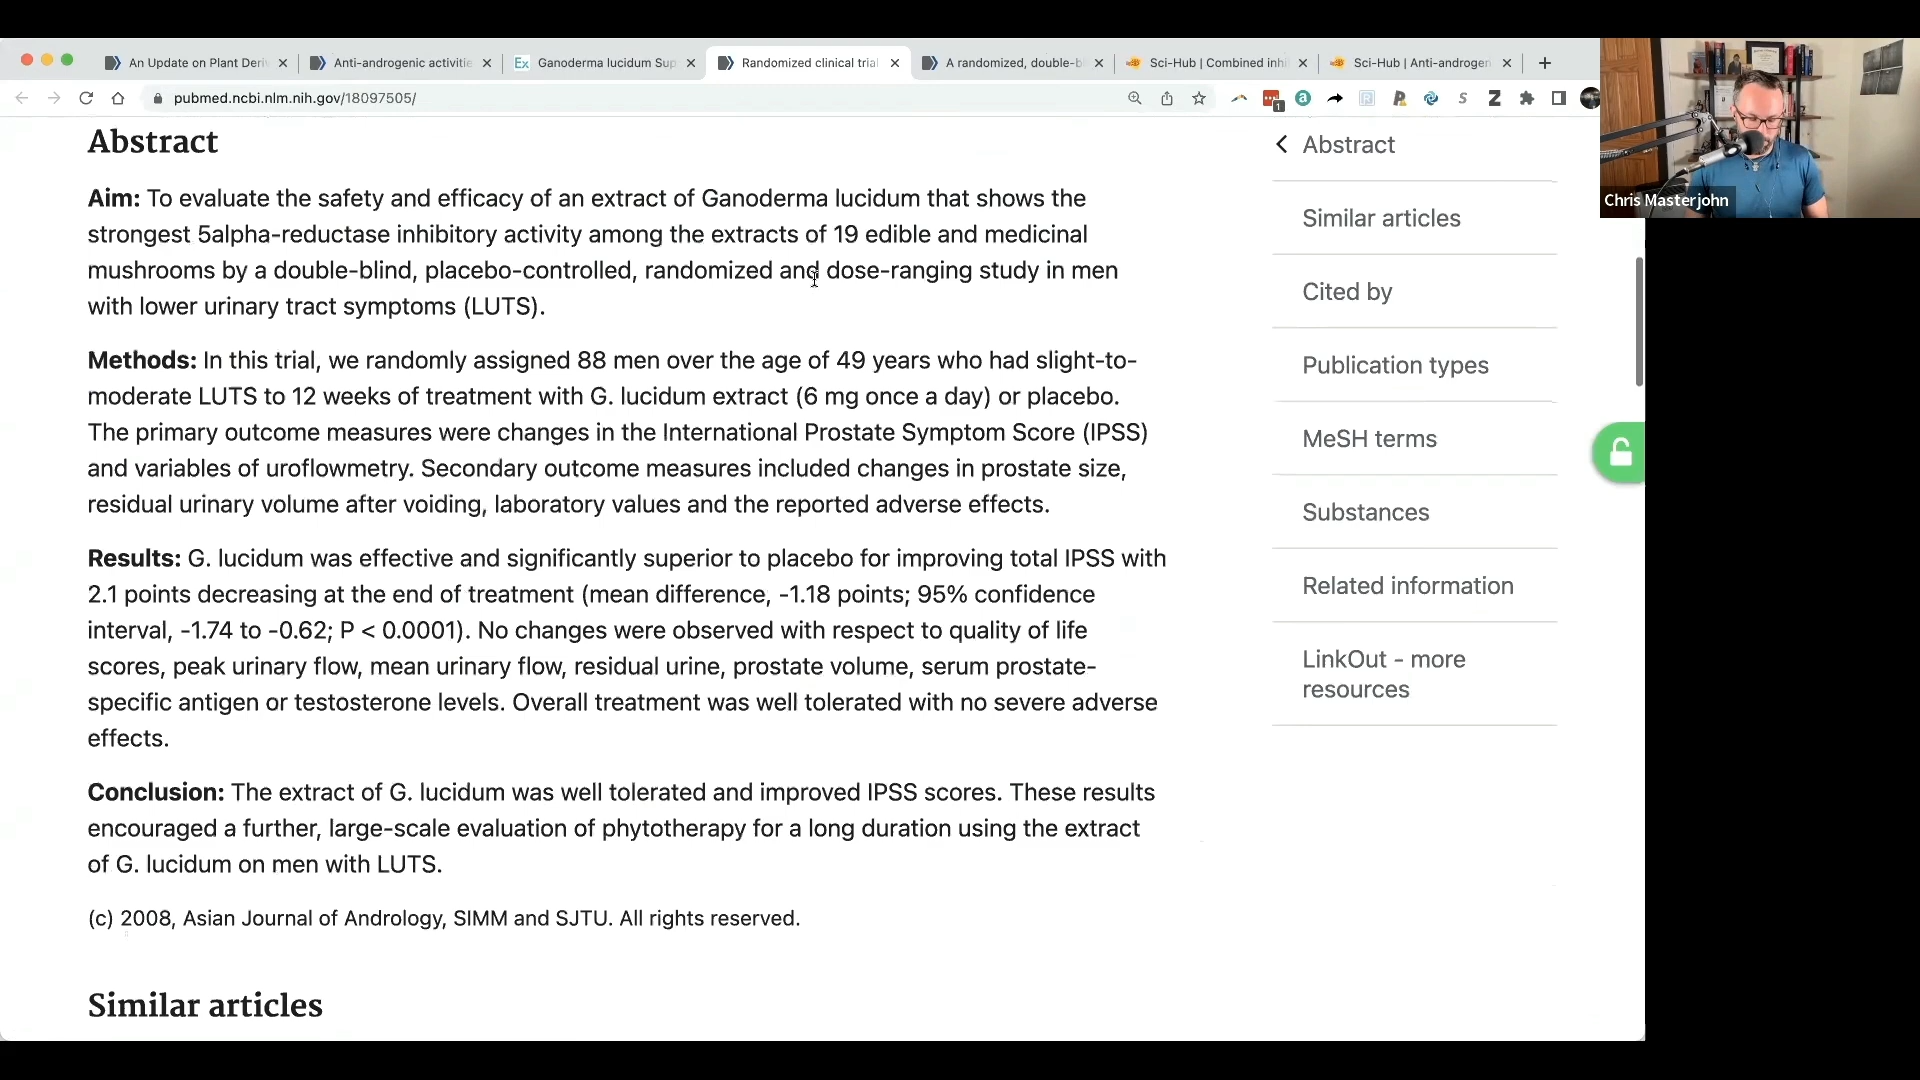 An Update on Plant Deri
Anti-androgenic activitie
Ex Ganoderma lucidum Sup
Randomized clinical trial
A randomized, double-b
Sci-Hub | Combined inhi
Sci-Hub | Anti-androgen
pubmed.ncbi.nlm.nih.gov/18097505/
Chris Masterjohn
Abstract
Aim: To evaluate the safety and efficacy of an extract of Ganoderma lucidum that shows the
strongest 5alpha-reductase inhibitory activity among the extracts of 19 edible and medicinal
mushrooms by a double-blind, placebo-controlled, randomized and dose-ranging study in men
with lower urinary tract symptoms (LUTS).
Methods: In this trial, we randomly assigned 88 men over the age of 49 years who had slight-to-
moderate LUTS to 12 weeks of treatment with G. lucidum extract (6 mg once a day) or placebo.
The primary outcome measures were changes in the International Prostate Symptom Score (IPSS)
and variables of uroflowmetry. Secondary outcome measures included changes in prostate size,
residual urinary volume after voiding, laboratory values and the reported adverse effects.
Results: G. lucidum was effective and significantly superior to placebo for improving total IPSS with
2.1 points decreasing at the end of treatment (mean difference, -1.18 points; 95% confidence
interval, -1.74 to -0.62; P < 0.0001). No changes were observed with respect to quality of life
scores, peak urinary flow, mean urinary flow, residual urine, prostate volume, serum prostate-
specific antigen or testosterone levels. Overall treatment was well tolerated with no severe adverse
effects.
Conclusion: The extract of G. lucidum was well tolerated and improved IPSS scores. These results
encouraged a further, large-scale evaluation of phytotherapy for a long duration using the extract
of G. lucidum on men with LUTS.
(c) 2008, Asian Journal of Andrology, SIMM and SJTU. All rights reserved.
Similar articles
Abstract
Similar articles
Cited by
Publication types
MeSH terms
Substances
Related information
LinkOut - more
resources